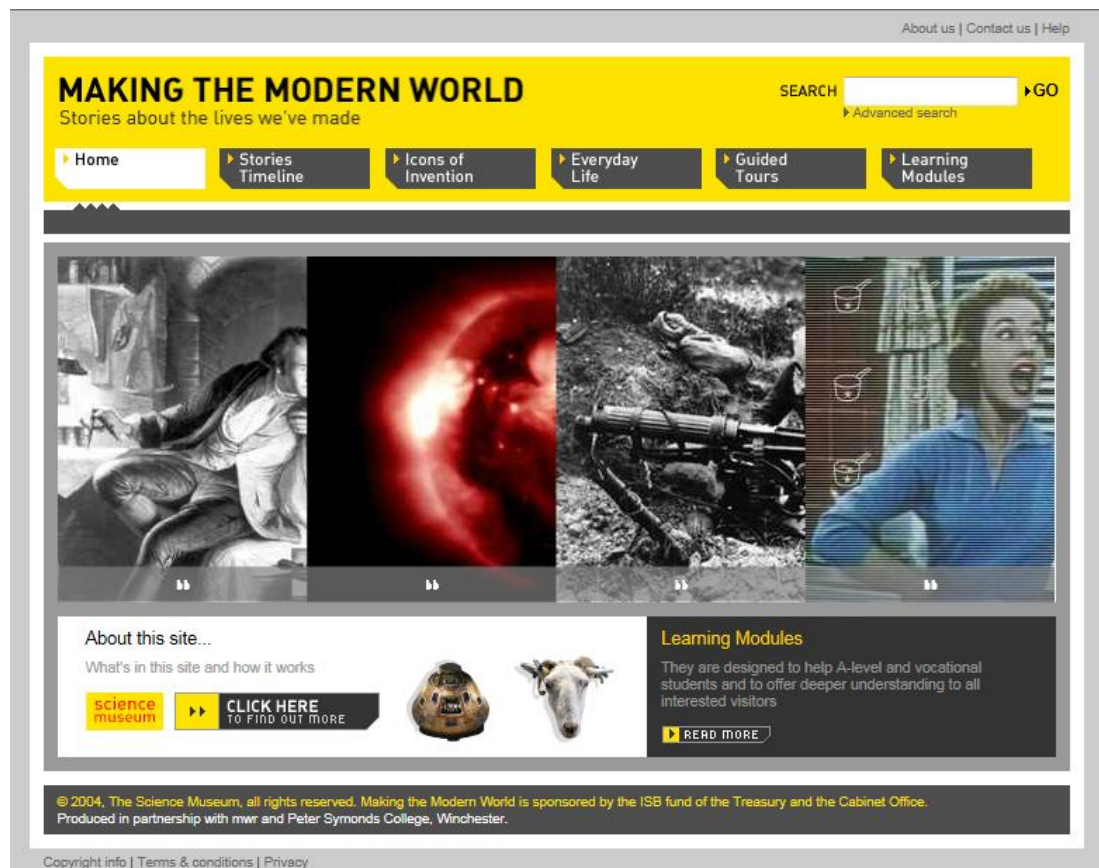 About us | Contact us | Help
MAKING THE MODERN WORLD
Stories about the lives we've made
SEARCH
GO
Advanced search
Home
Stories
Timeline
Icons of
Invention
Everyday
Life
Guided
Tours
Learning
Modules
About this site...
What's in this site and how it works
science
museum
CLICK HERE
TO FIND OUT MORE
Learning Modules
They are designed to help A-level and vocational
students and to offer deeper understanding to all
interested visitors
READ MORE
© 2004, The Science Museum, all rights reserved. Making the Modern World is sponsored by the ISB fund of the Treasury and the Cabinet Office.
Produced in partnership with mwr and Peter Symonds College, Winchester.
Copyright info | Terms & conditions | Privacy